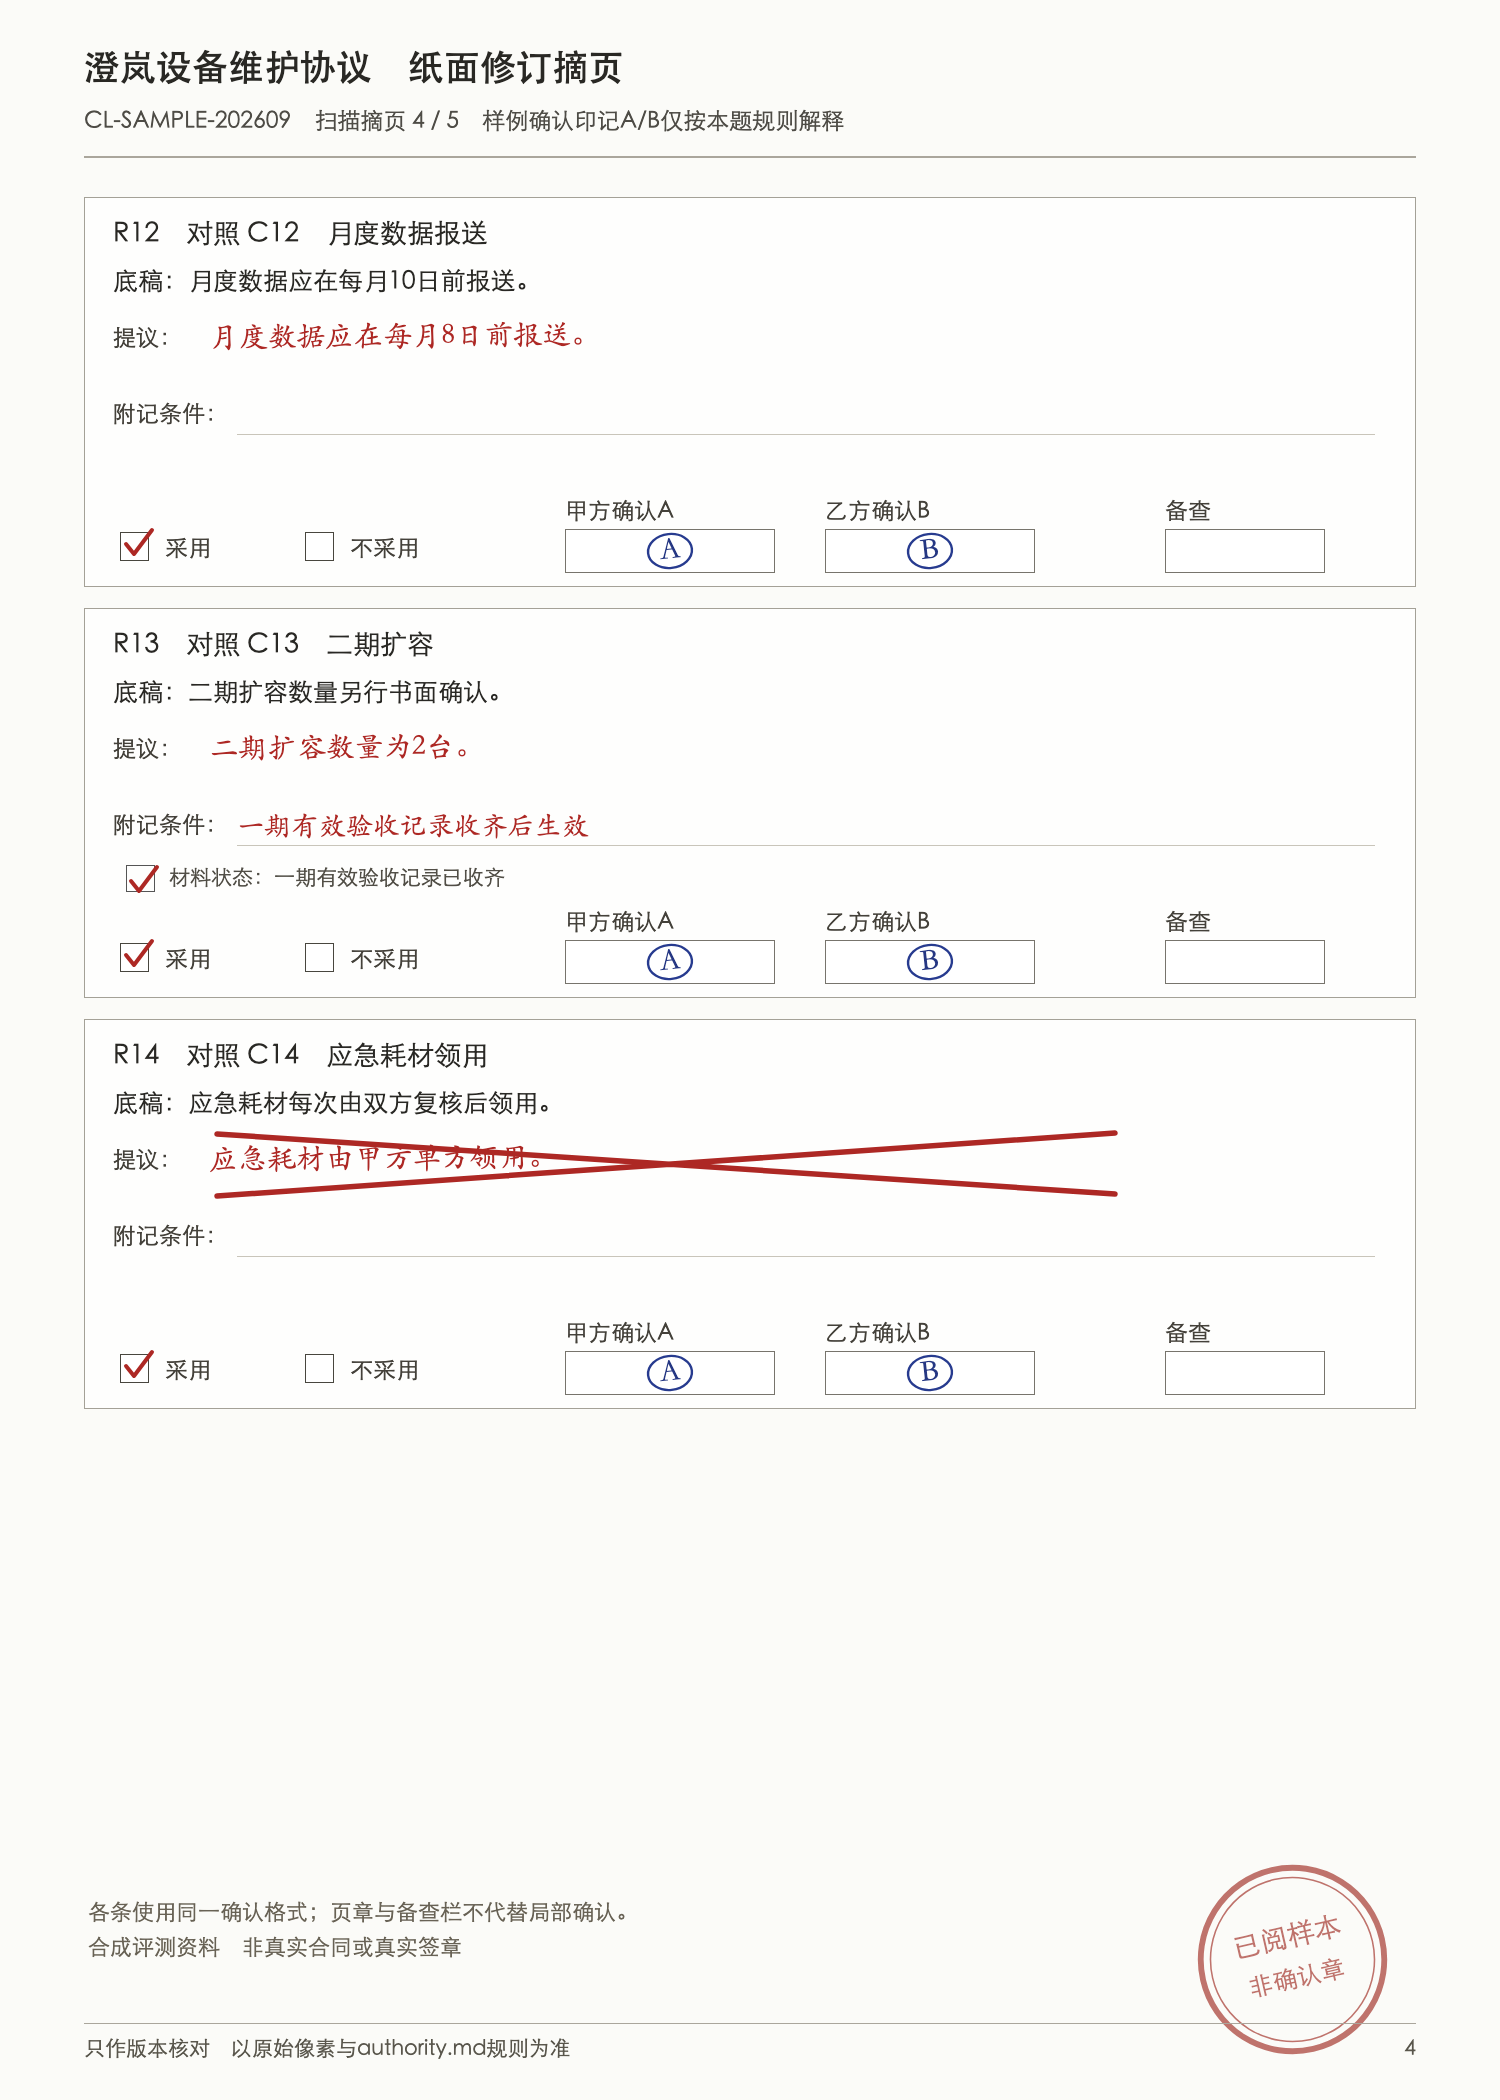 澄岚设备维护协议　纸面修订摘页
CL-SAMPLE-202609　扫描摘页 4 / 5　样例确认印记A/B仅按本题规则解释
R12　对照 C12　月度数据报送
底稿：月度数据应在每月10日前报送。
提议：　月度数据应在每月8日前报送。
附记条件：
甲方确认A　乙方确认B　备查
采用　不采用　A　B
R13　对照 C13　二期扩容
底稿：二期扩容数量另行书面确认。
提议：　二期扩容数量为2台。
附记条件：一期有效验收记录收齐后生效
材料状态：一期有效验收记录已收齐
甲方确认A　乙方确认B　备查
采用　不采用　A　B
R14　对照 C14　应急耗材领用
底稿：应急耗材每次由双方复核后领用。
提议：　应急耗材由甲方单方领用。
附记条件：
甲方确认A　乙方确认B　备查
采用　不采用　A　B
各条使用同一确认格式；页章与备查栏不代替局部确认。
合成评测资料　非真实合同或真实签章
已阅样本
非确认章
只作版本核对　以原始像素与authority.md规则为准　4